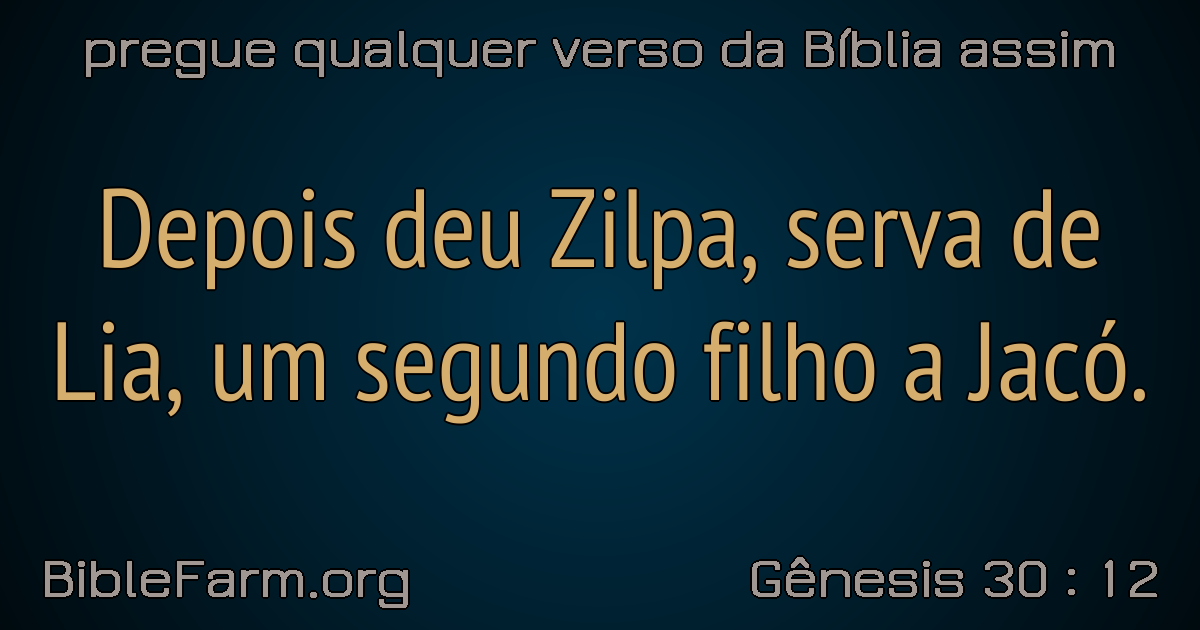 pregue qualquer verso da Bíblia assim
Depois deu Zilpa, serva de
Lia, um segundo filho a Jacó.
BibleFarm.org
Gênesis 30 : 12